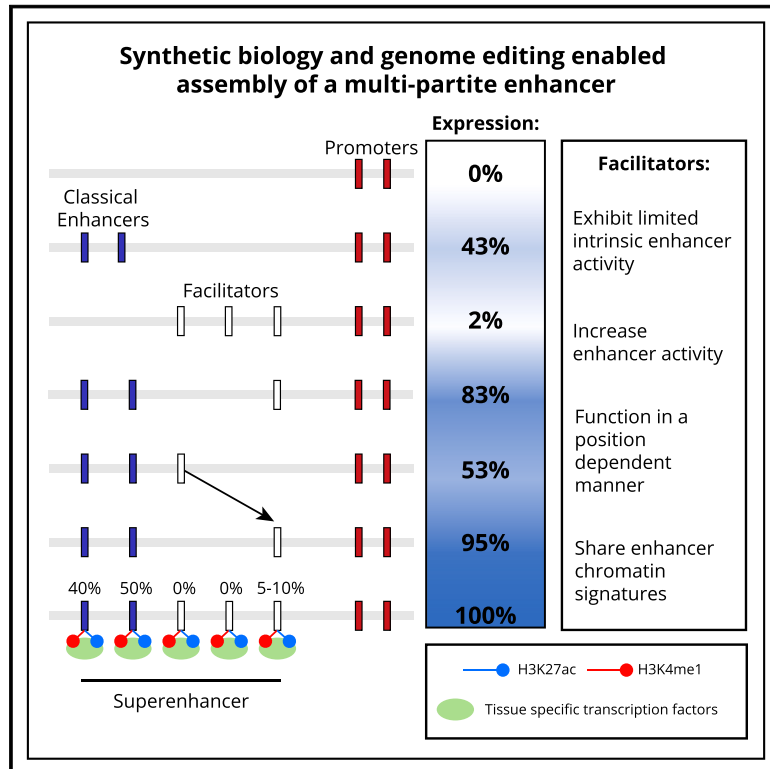 Synthetic biology and genome editing enabled
assembly of a multi-partite enhancer
Expression:
Promoters
0%
Classical
Enhancers
43%
Facilitators
2%
83%
53%
95%
40% 50% 0% 0% 5-10%
100%
Superenhancer
Facilitators:
Exhibit limited
intrinsic enhancer
activity
Increase
enhancer activity
Function in a
position
dependent
manner
Share enhancer
chromatin
signatures
H3K27ac H3K4me1
Tissue specific transcription factors